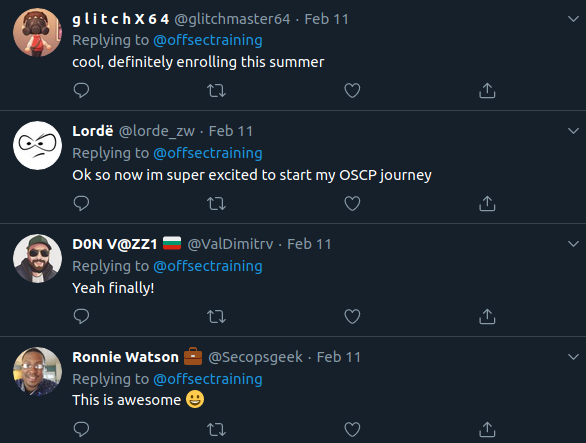 g l i t c h X 6 4 @glitchmaster64 · Feb 11
Replying to @offsectraining
cool, definitely enrolling this summer
Lordë @lorde_zw · Feb 11
Replying to @offsectraining
Ok so now im super excited to start my OSCP journey
D0N V@ZZ1 🇧🇬 @ValDimitrv · Feb 11
Replying to @offsectraining
Yeah finally!
Ronnie Watson 💼 @Secopsgeek · Feb 11
Replying to @offsectraining
This is awesome 😀